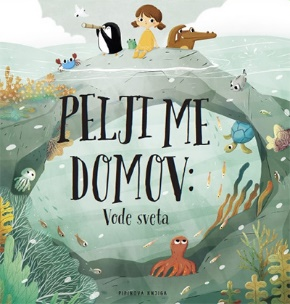 PELJI ME
DOMOV:
Vode sveta
PIPINOVA KNJIGA